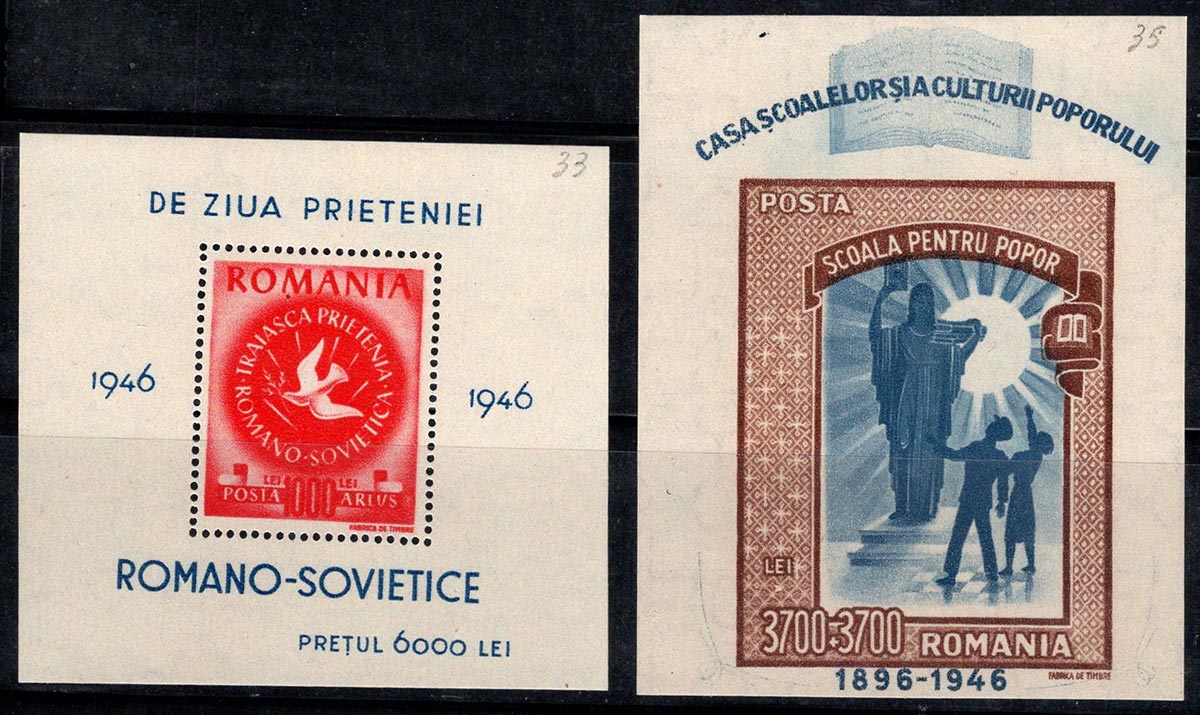 33
DE ZIUA PRIETENIEI
ROMANIA
TRAIASCA PRIETENIA
ROMANO-SOVIETICA
1946
1946
LEI LEI
POSTA 1000 ARLUS
FABRICA DE TIMBRE
ROMANO-SOVIETICE
PREȚUL 6000 LEI
35
CASA ȘCOALELOR ȘI A CULTURII POPORULUI
POSTA
SCOALA PENTRU POPOR
LEI
3700+3700 ROMANIA
FABRICA DE TIMBRE
1896-1946